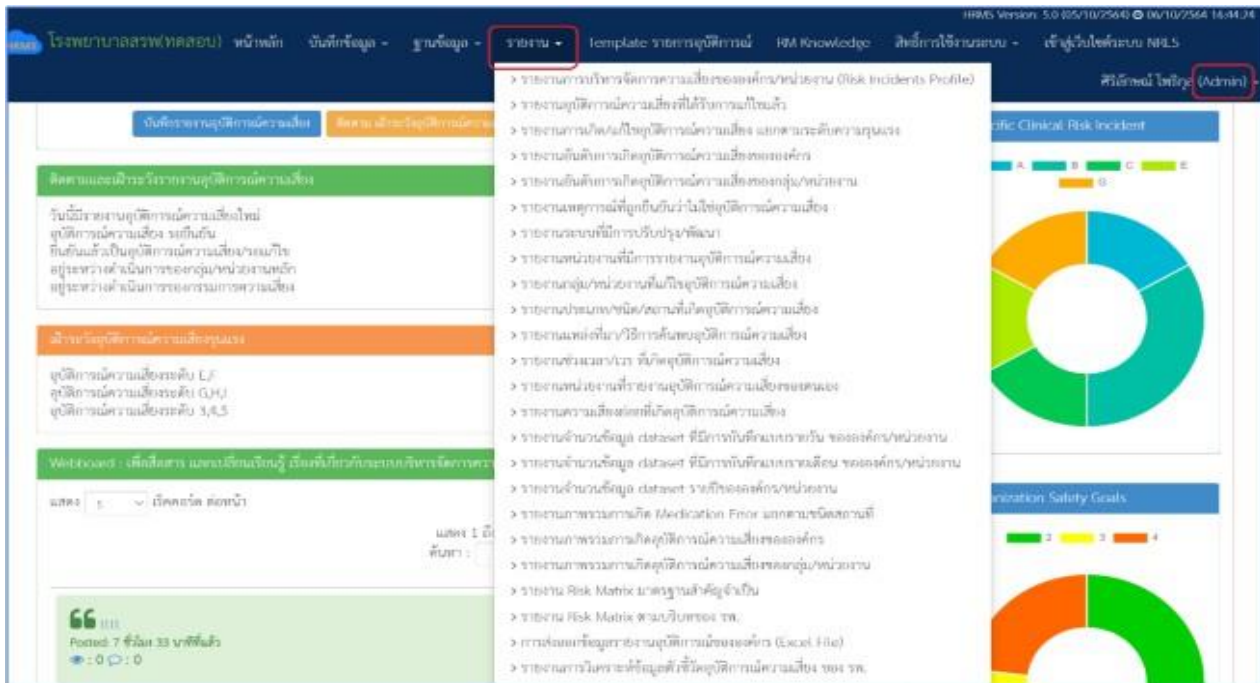 HRMS Version: 5.0 (05/10/2564) 06/10/2564 16:44:24
โรงพยาบาลสรพ(ทดสอบ) หน้าหลัก บันทึกข้อมูล ฐานข้อมูล รายงาน Template รายการอุบัติการณ์ RM Knowledge สิทธิ์การใช้งานระบบ เข้าสู่เว็บไซต์ระบบ NRLS
(Admin)
> รายงานการบริหารจัดการความเสี่ยงขององค์กร/หน่วยงาน (Risk Incidents Profile)
> รายงานอุบัติการณ์ความเสี่ยงที่ได้รับการแก้ไขแล้ว
> รายงานการเกิด/แก้ไขอุบัติการณ์ความเสี่ยง แยกตามระดับความรุนแรง
> รายงานอันดับการเกิดอุบัติการณ์ความเสี่ยงขององค์กร
> รายงานอันดับการเกิดอุบัติการณ์ความเสี่ยงของกลุ่ม/หน่วยงาน
> รายงานเหตุการณ์ที่ถูกยืนยันว่าไม่ใช่อุบัติการณ์ความเสี่ยง
> รายงานระบบที่มีการปรับปรุง/พัฒนา
> รายงานหน่วยงานที่มีการรายงานอุบัติการณ์ความเสี่ยง
> รายงานกลุ่ม/หน่วยงานที่แก้ไขอุบัติการณ์ความเสี่ยง
> รายงานประเภท/ชนิด/สถานที่เกิดอุบัติการณ์ความเสี่ยง
> รายงานแหล่งที่มา/วิธีการค้นพบอุบัติการณ์ความเสี่ยง
> รายงานช่วงเวลา/เวร ที่เกิดอุบัติการณ์ความเสี่ยง
> รายงานหน่วยงานที่รายงานอุบัติการณ์ความเสี่ยงของตนเอง
> รายงานความเสี่ยงย่อยที่เกิดอุบัติการณ์ความเสี่ยง
> รายงานจำนวนข้อมูล dataset ที่มีการบันทึกแบบรายวัน ขององค์กร/หน่วยงาน
> รายงานจำนวนข้อมูล dataset ที่มีการบันทึกแบบรายเดือน ขององค์กร/หน่วยงาน
> รายงานจำนวนข้อมูล dataset รายปีขององค์กร/หน่วยงาน
> รายงานภาพรวมการเกิด Medication Error แยกตามชนิดสถานที่
> รายงานภาพรวมการเกิดอุบัติการณ์ความเสี่ยงขององค์กร
> รายงานภาพรวมการเกิดอุบัติการณ์ความเสี่ยงของกลุ่ม/หน่วยงาน
> รายงาน Risk Matrix มาตรฐานสำคัญจำเป็น
> รายงาน Risk Matrix ตามบริบทของ รพ.
> การส่งออกข้อมูลรายงานอุบัติการณ์ขององค์กร (Excel File)
> รายงานการวิเคราะห์ข้อมูลตัวชี้วัดอุบัติการณ์ความเสี่ยง ของ รพ.
บันทึกรายงานอุบัติการณ์ความเสี่ยง
ติดตามและเฝ้าระวังรายงานอุบัติการณ์ความเสี่ยง
วันนี้มีรายงานอุบัติการณ์ความเสี่ยงใหม่
อุบัติการณ์ความเสี่ยง รอยืนยัน
ยืนยันแล้วเป็นอุบัติการณ์ความเสี่ยง/รอแก้ไข
อยู่ระหว่างดำเนินการของกลุ่ม/หน่วยงานหลัก
อยู่ระหว่างดำเนินการของกรรมการความเสี่ยง
เฝ้าระวังอุบัติการณ์ความเสี่ยงรุนแรง
อุบัติการณ์ความเสี่ยงระดับ E,F
อุบัติการณ์ความเสี่ยงระดับ G,H,I
อุบัติการณ์ความเสี่ยงระดับ 3,4,5
Webboard : เพื่อสื่อสาร แลกเปลี่ยนเรียนรู้ เรื่องที่เกี่ยวกับระบบบริหารจัดการ
แสดง 5 เร็คคอร์ด ต่อหน้า
แสดง 1 ถึง
ค้นหา :
Posted: 7 ชั่วโมง 33 นาทีที่แล้ว
: 0 : 0
Clinical Risk Incident
A B C E
G
Safety Goals
2 3 4